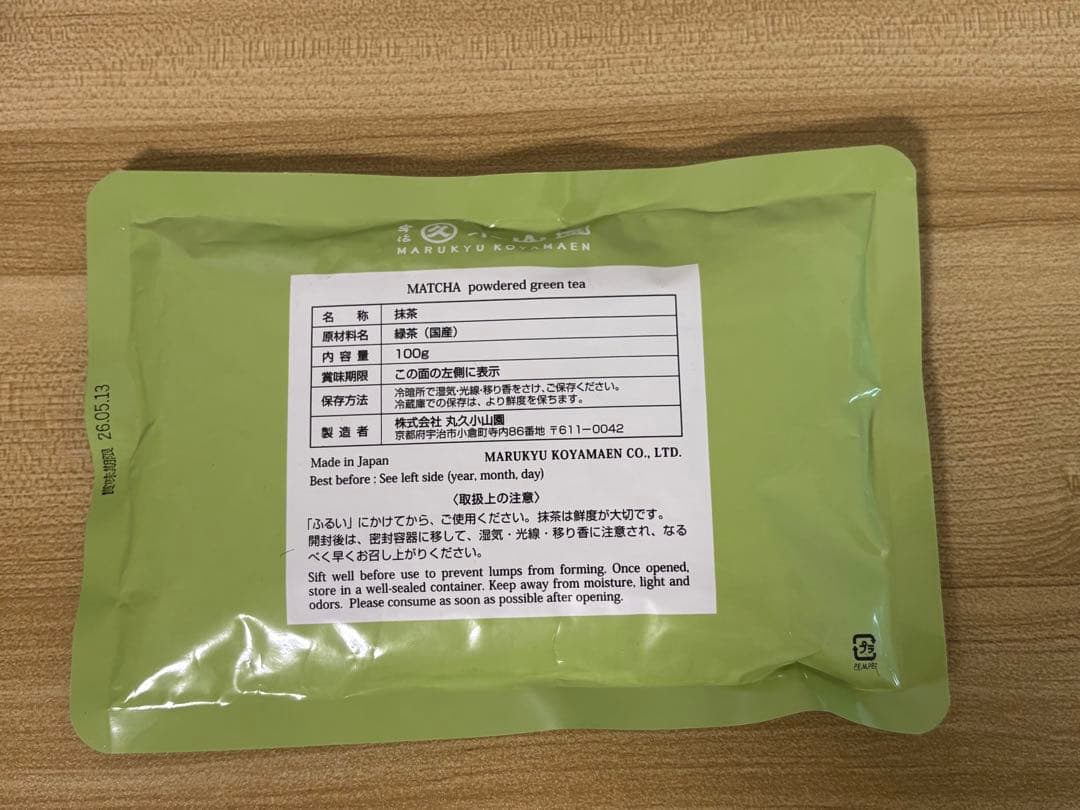 宇治 久 小山園
MARUKYU KOYAMAEN
MATCHA powdered green tea
名称 抹茶
原材料名 緑茶（国産）
内容量 100g
賞味期限 この面の左側に表示
保存方法 冷暗所で湿気・光線・移り香をさけ、ご保存ください。
冷蔵庫での保存は、より鮮度を保ちます。
製造者 株式会社 丸久小山園
京都府宇治市小倉町寺内86番地 〒611-0042
Made in Japan MARUKYU KOYAMAEN CO., LTD.
Best before : See left side (year, month, day)
〈取扱上の注意〉
「ふるい」にかけてから、ご使用ください。抹茶は鮮度が大切です。
開封後は、密封容器に移して、湿気・光線・移り香に注意され、なる
べく早くお召し上がりください。
Sift well before use to prevent lumps from forming. Once opened,
store in a well-sealed container. Keep away from moisture, light and
odors. Please consume as soon as possible after opening.
賞味期限 26.05.13
プラ
PE,M,PET